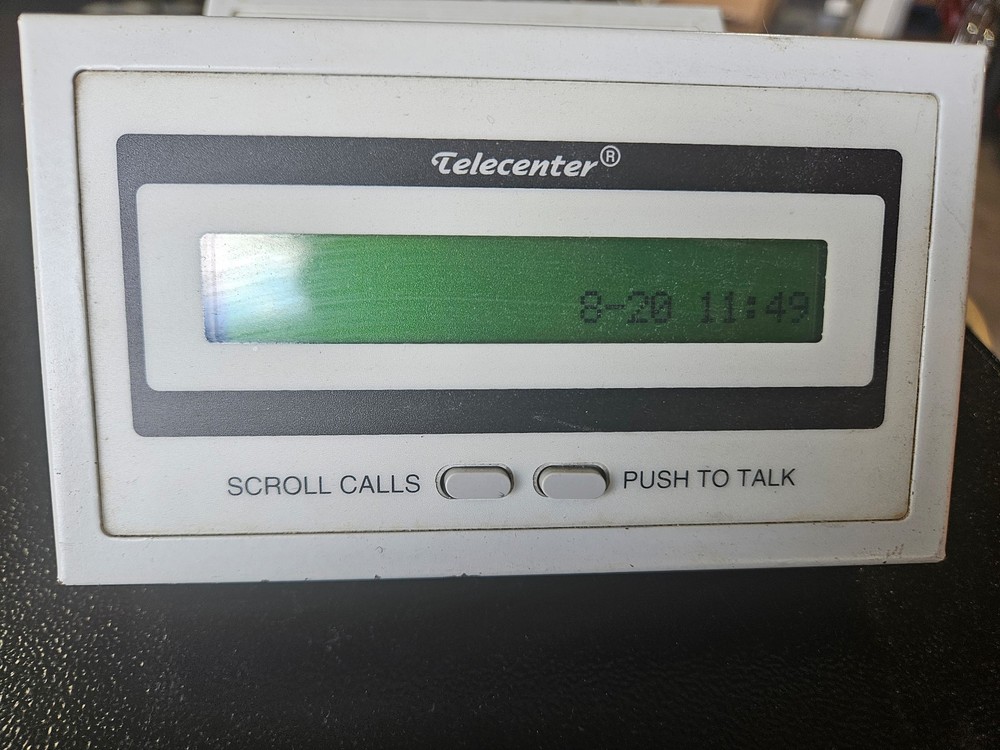 Telecenter®
8-20 11:49
SCROLL CALLS
PUSH TO TALK